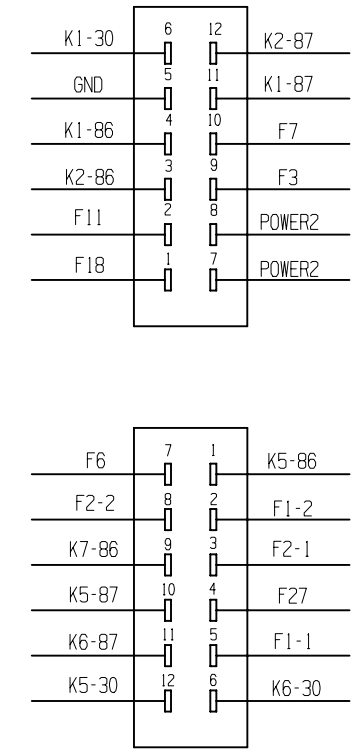 K1-30 6 12 K2-87
GND 5 11 K1-87
K1-86 4 10 F7
K2-86 3 9 F3
F11 2 8 POWER2
F18 1 7 POWER2
F6 7 1 K5-86
F2-2 8 2 F1-2
K7-86 9 3 F2-1
K5-87 10 4 F27
K6-87 11 5 F1-1
K5-30 12 6 K6-30